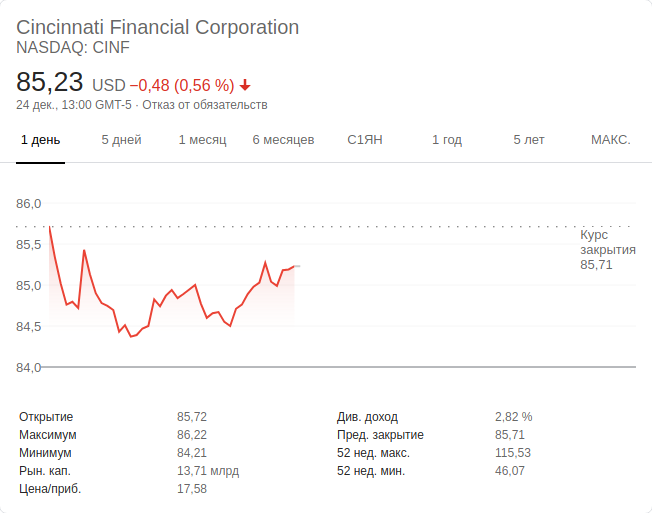 Cincinnati Financial Corporation
NASDAQ: CINF
85,23 USD −0,48 (0,56 %)
24 дек., 13:00 GMT-5 · Отказ от обязательств
1 день 5 дней 1 месяц 6 месяцев С1ЯН 1 год 5 лет МАКС.
86,0
85,5
85,0
84,5
84,0
Курс
закрытия
85,71
Открытие 85,72 Див. доход 2,82 %
Максимум 86,22 Пред. закрытие 85,71
Минимум 84,21 52 нед. макс. 115,53
Рын. кап. 13,71 млрд 52 нед. мин. 46,07
Цена/приб. 17,58